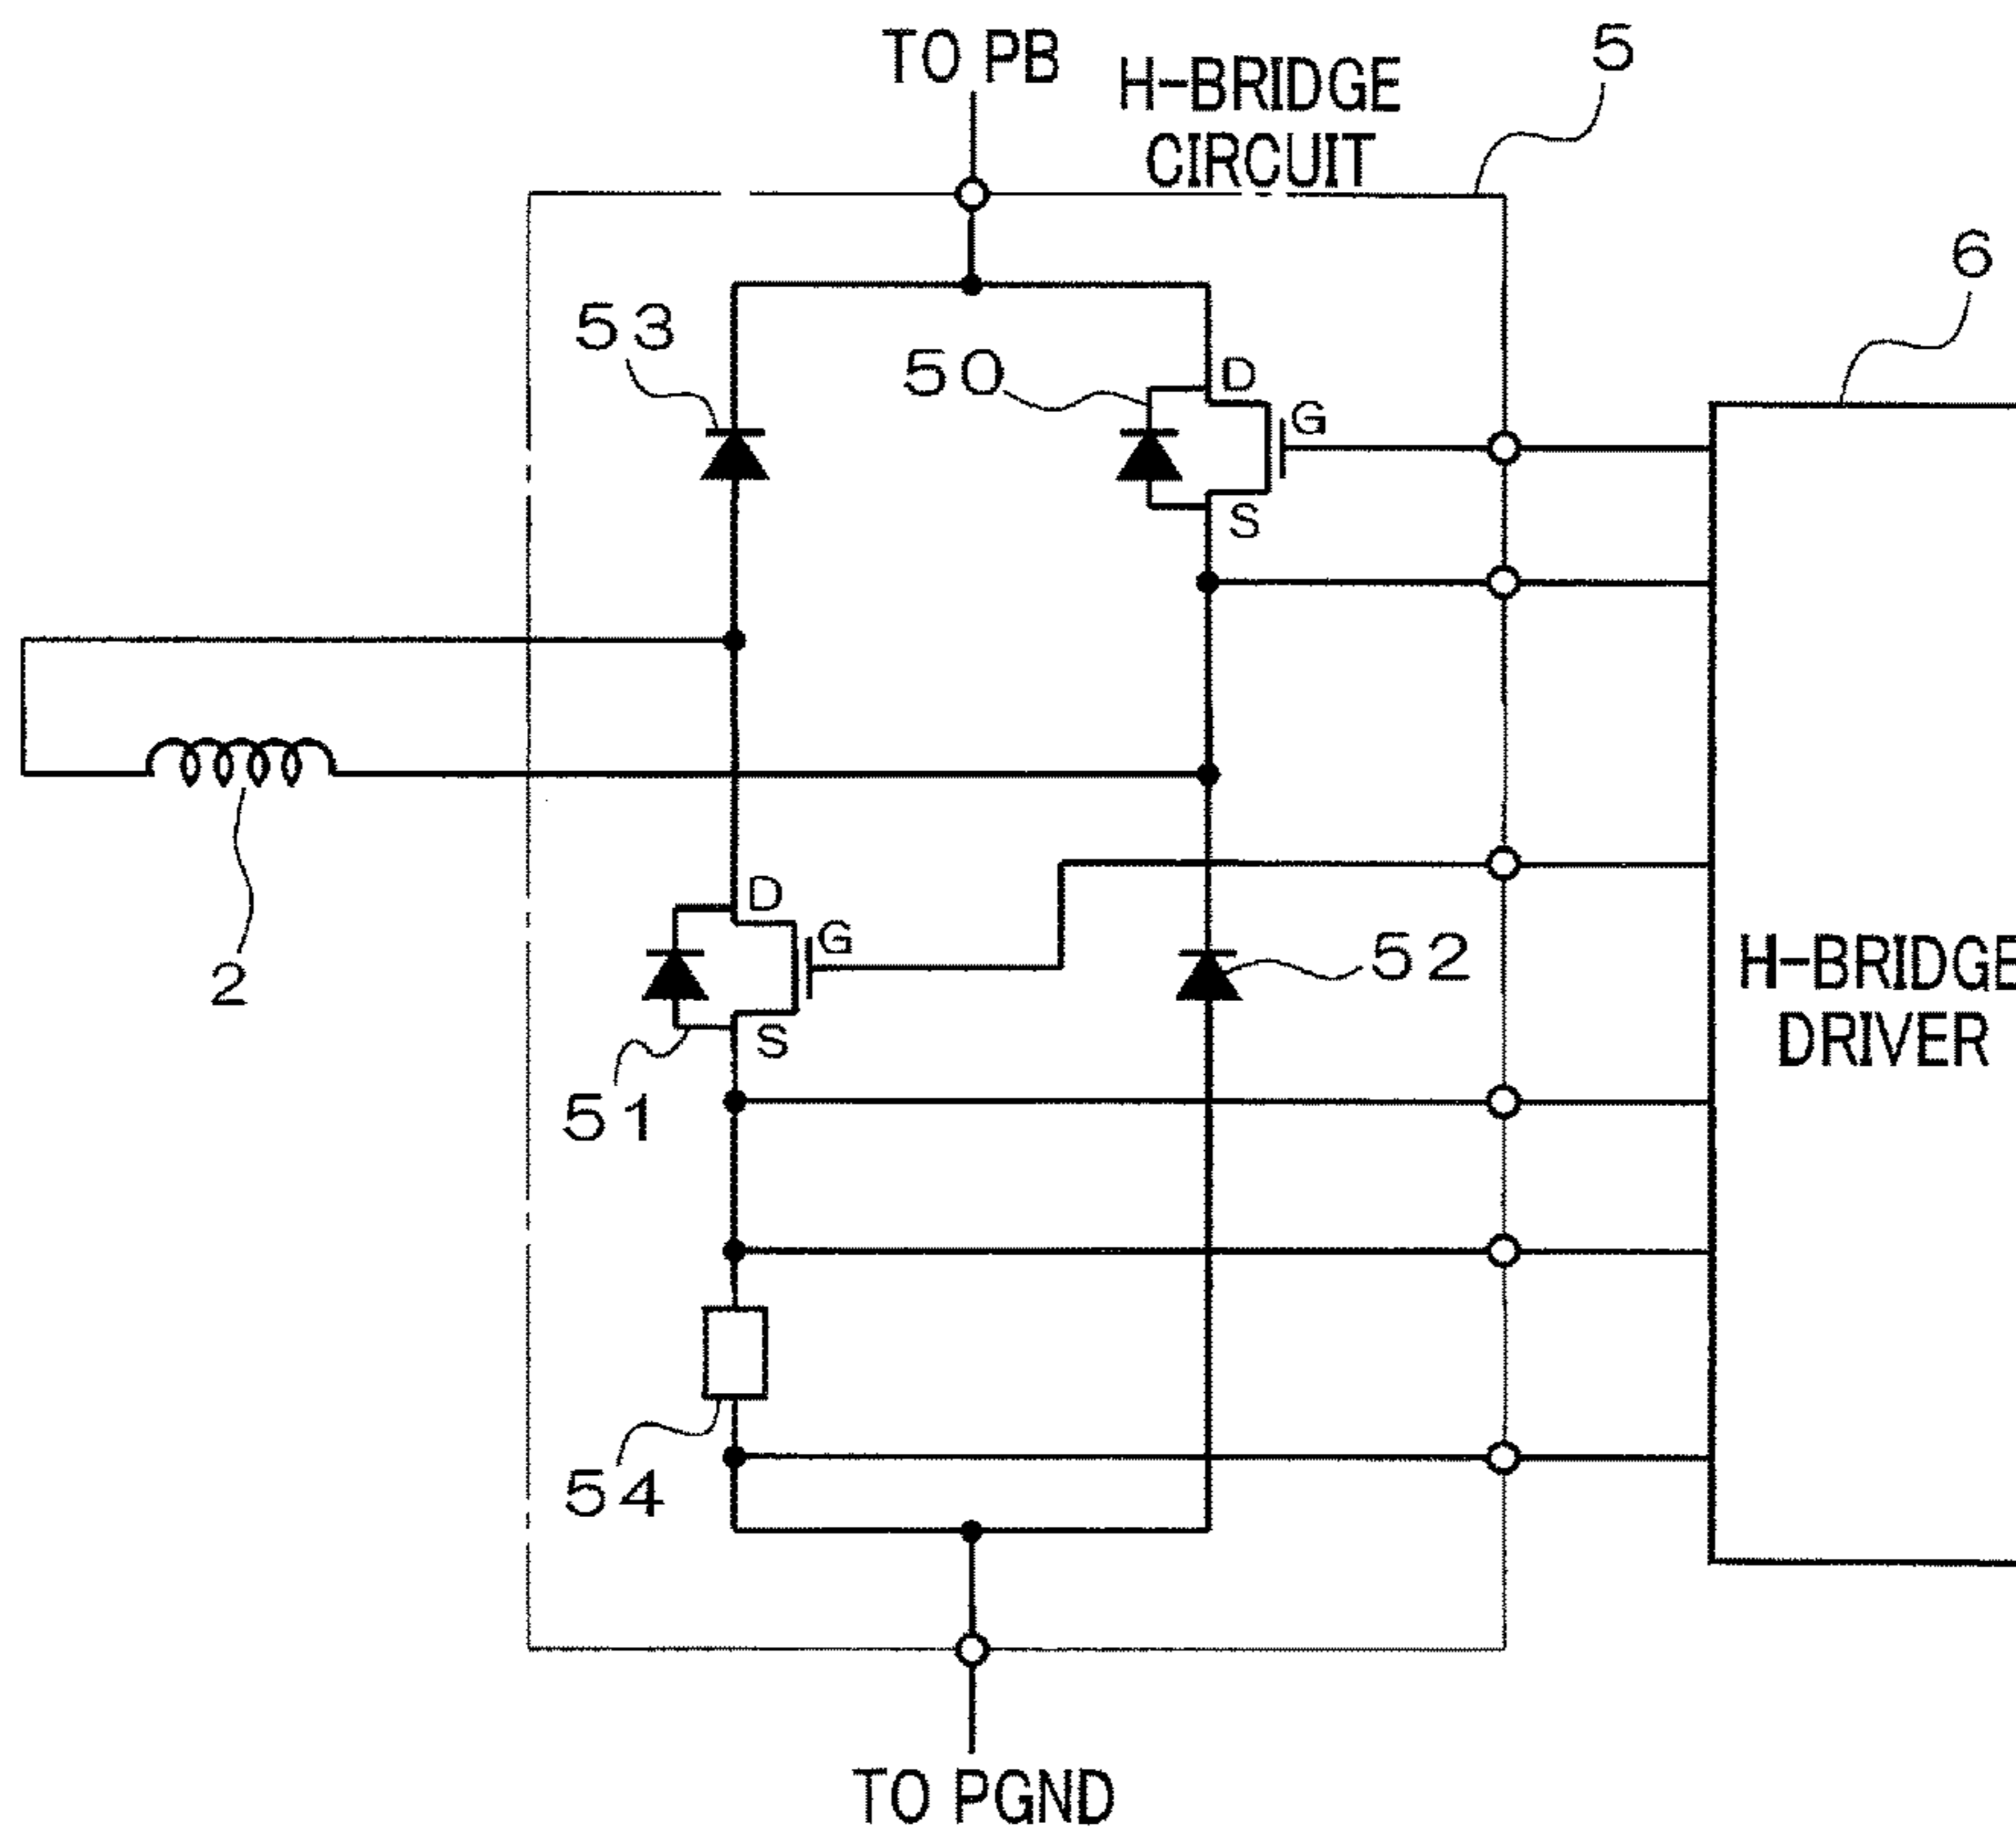 TO PB
H-BRIDGE
CIRCUIT
5
6
53
50
D
G
S
2
D
G
S
51
52
H-BRIDGE
DRIVER
54
TO PGND